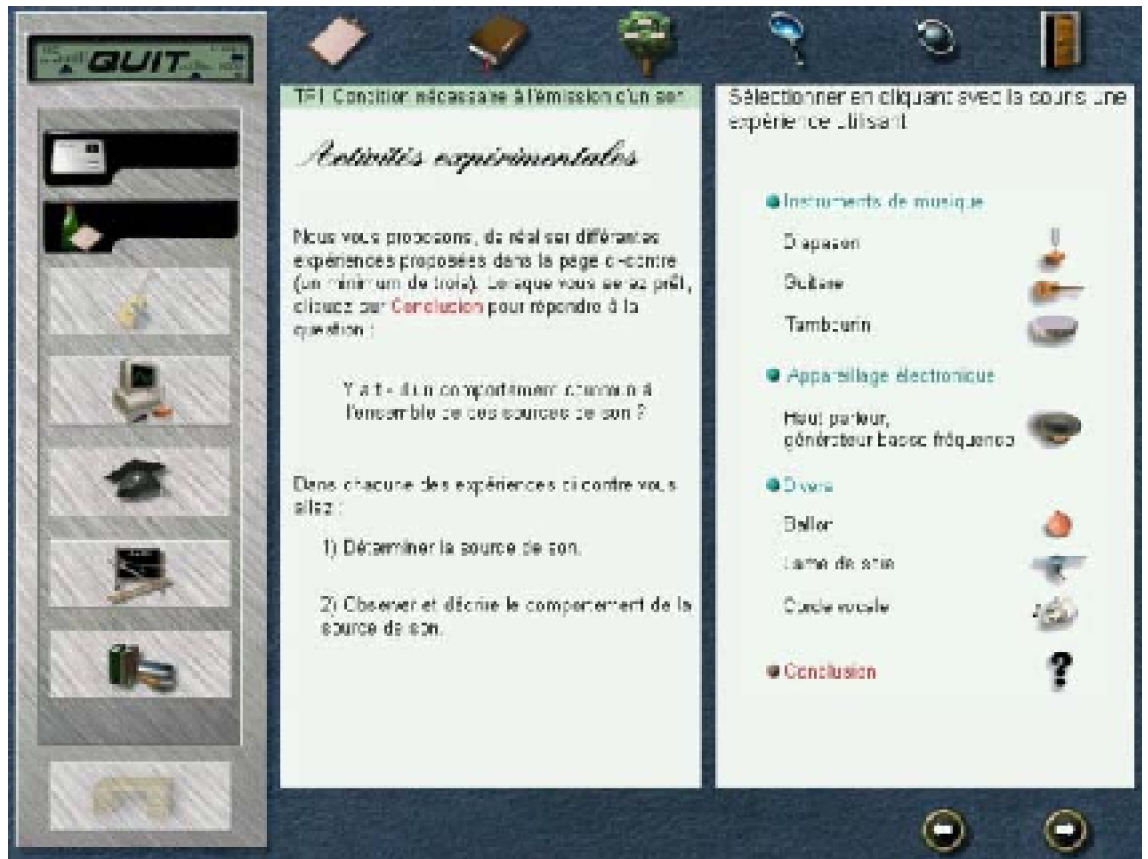 QUIT
TP1 Condition nécessaire à l'émission d'un son
Activités expérimentales
Nous vous proposons, de réaliser différentes
expériences proposées dans la page ci-contre
(un minimum de trois). Lorsque vous serez prêt,
cliquez sur Conclusion pour répondre à la
question :
Y a t - il un comportement commun à
l'ensemble de ces sources de son ?
Dans chacune des expériences ci contre vous
allez :
1) Déterminer la source de son.
2) Observer et décrire le comportement de la
source de son.
Sélectionner en cliquant avec la souris une
expérience utilisant
Instruments de musique
Diapason
Guitare
Tambourin
Appareillage électronique
Haut parleur,
générateur basse fréquence
Divers
Ballon
Lame de scie
Corde vocale
Conclusion
?